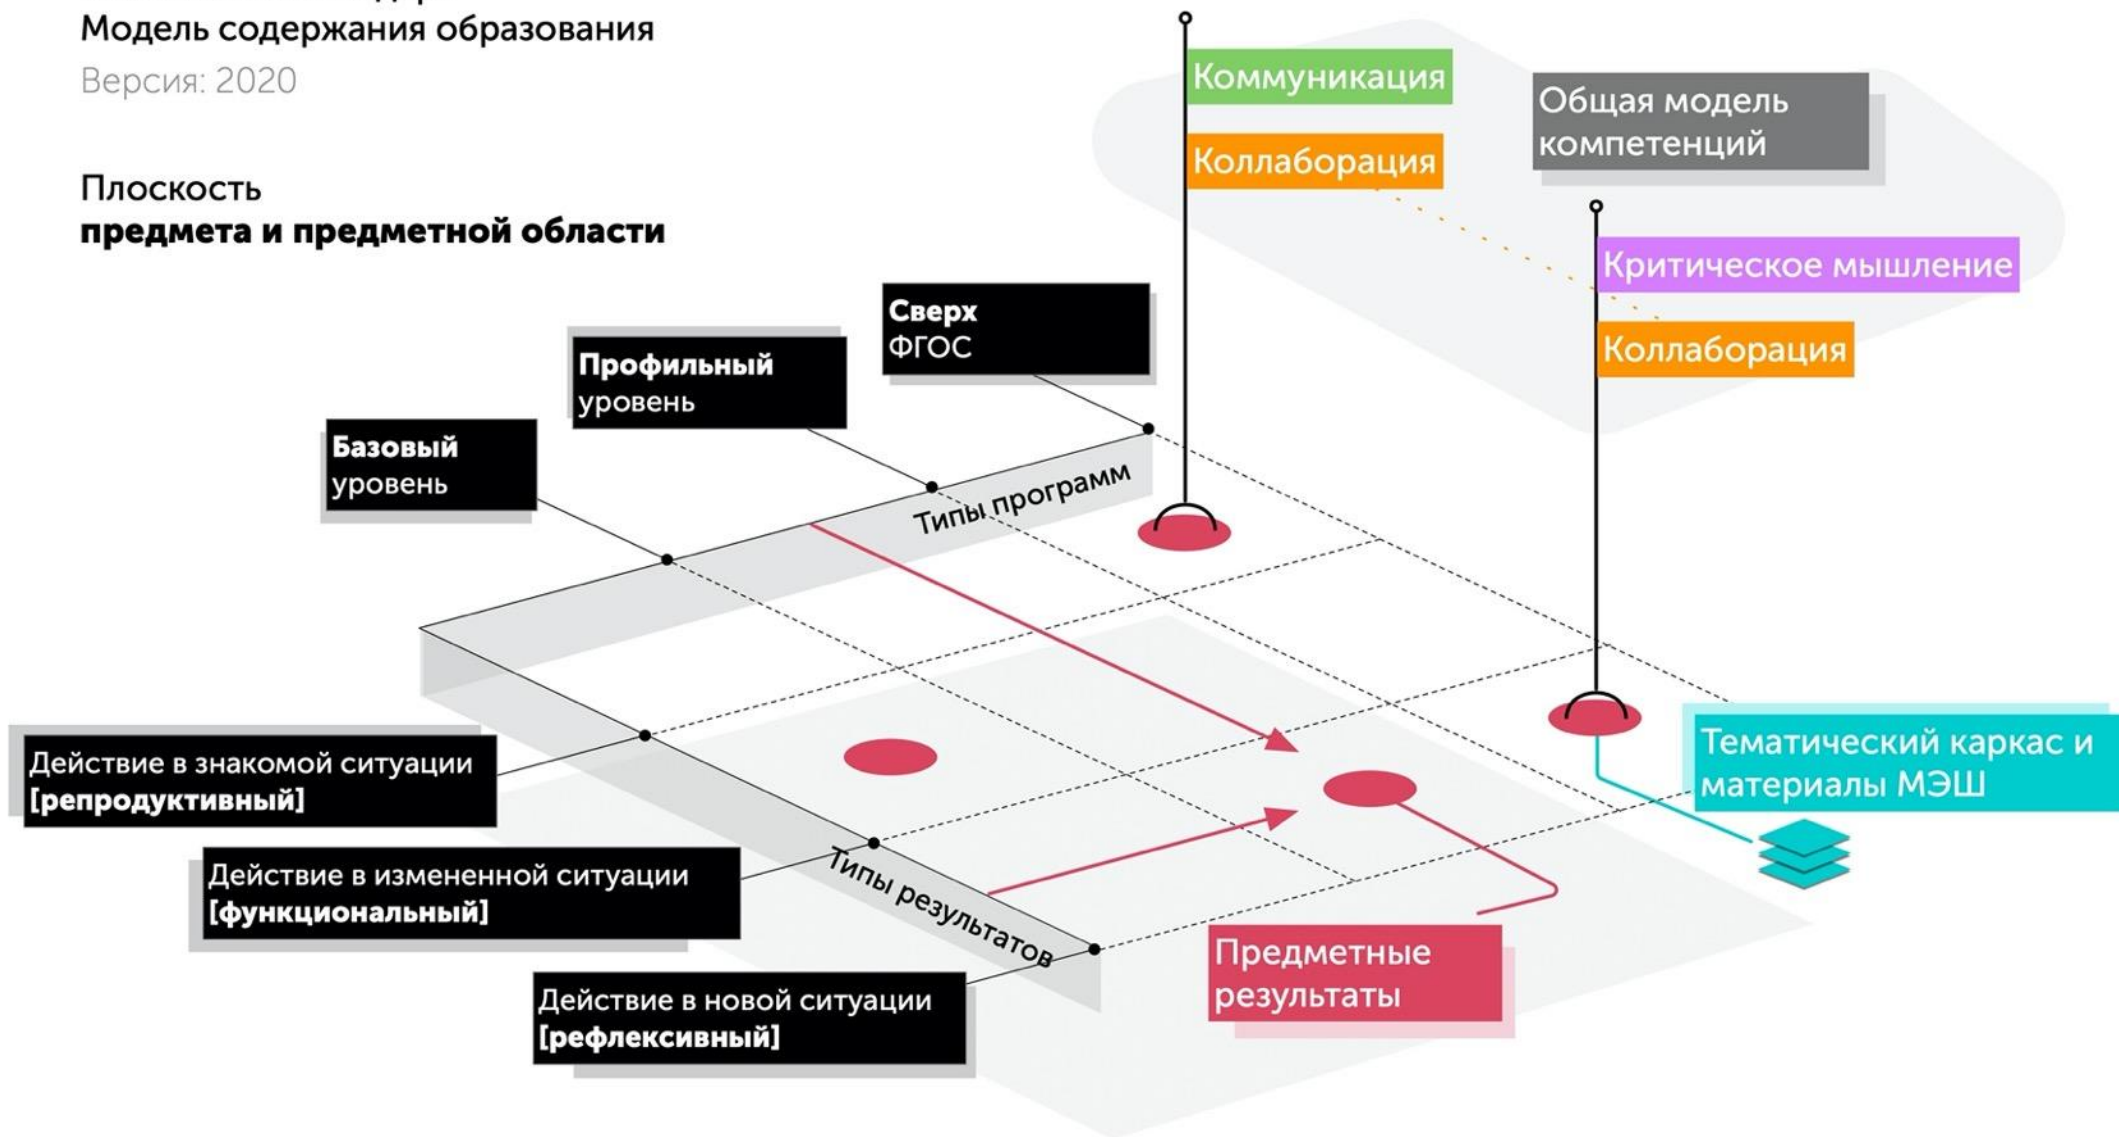 Модель содержания образования
Версия: 2020
Плоскость
предмета и предметной области
Коммуникация
Коллаборация
Общая модель
компетенций
Критическое мышление
Коллаборация
Сверх
ФГОС
Профильный
уровень
Базовый
уровень
Типы программ
Действие в знакомой ситуации
[репродуктивный]
Действие в измененной ситуации
[функциональный]
Действие в новой ситуации
[рефлексивный]
Типы результатов
Предметные
результаты
Тематический каркас и
материалы МЭШ